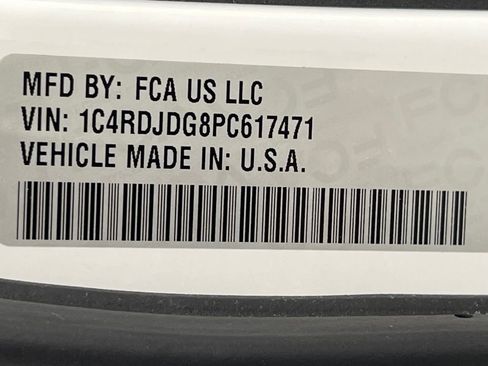 MFD BY: FCA US LLC
VIN: 1C4RDJDG8PC617471
VEHICLE MADE IN: U.S.A.